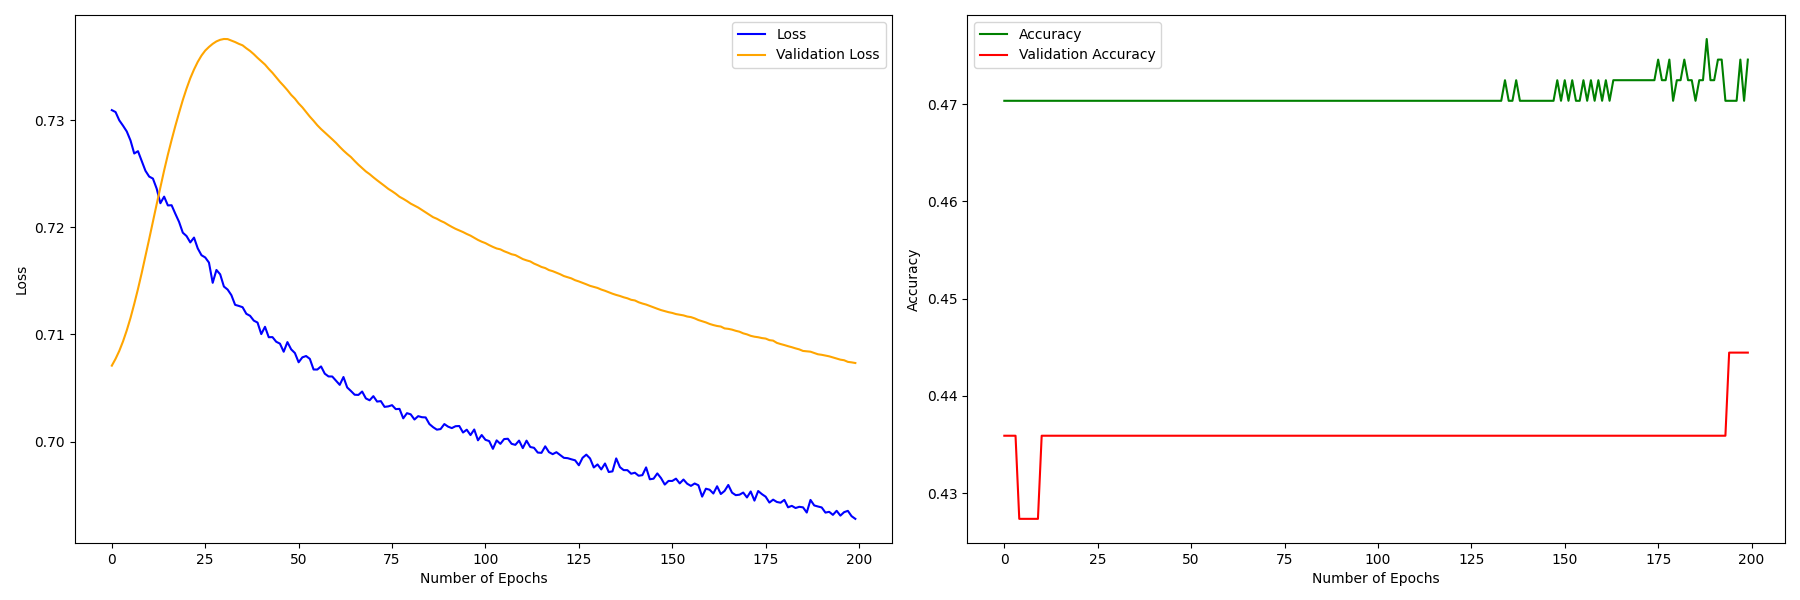 Loss
Validation Loss
0.73
0.72
0.71
0.70
Loss
0 25 50 75 100 125 150 175 200
Number of Epochs
Accuracy
Validation Accuracy
0.47
0.46
0.45
0.44
0.43
Accuracy
0 25 50 75 100 125 150 175 200
Number of Epochs